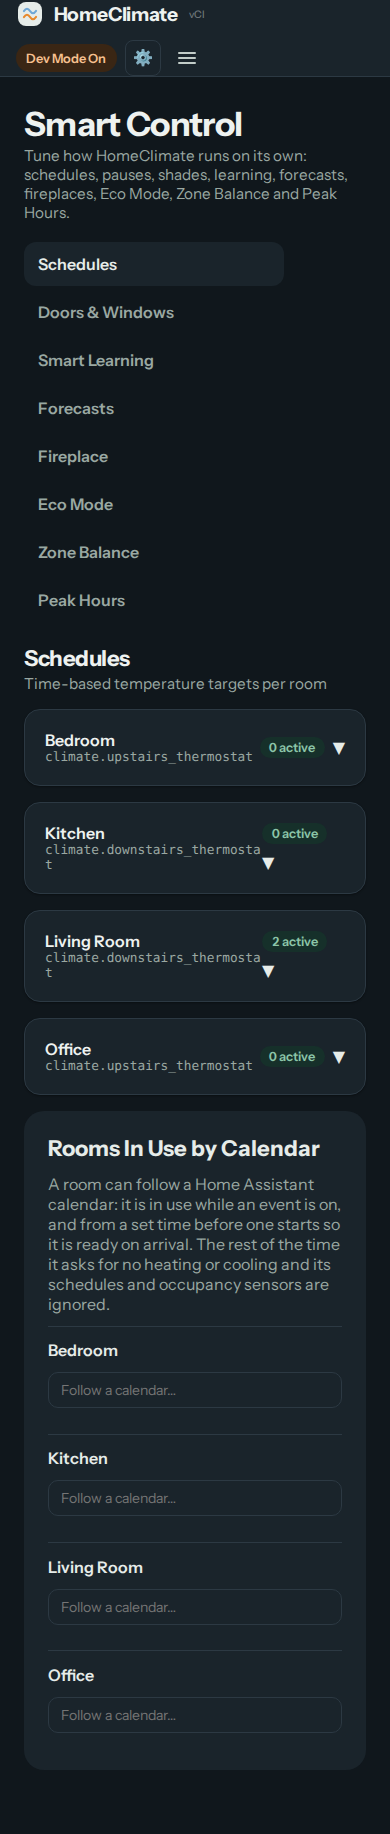 HomeClimate vCI
Dev Mode On
Smart Control
Tune how HomeClimate runs on its own:
schedules, pauses, shades, learning, forecasts,
fireplaces, Eco Mode, Zone Balance and Peak
Hours.
Schedules
Doors & Windows
Smart Learning
Forecasts
Fireplace
Eco Mode
Zone Balance
Peak Hours
Schedules
Time-based temperature targets per room
Bedroom
climate.upstairs_thermostat
0 active
Kitchen
climate.downstairs_thermosta
t
0 active
Living Room
climate.downstairs_thermosta
t
2 active
Office
climate.upstairs_thermostat
0 active
Rooms In Use by Calendar
A room can follow a Home Assistant
calendar: it is in use while an event is on,
and from a set time before one starts so
it is ready on arrival. The rest of the time
it asks for no heating or cooling and its
schedules and occupancy sensors are
ignored.
Bedroom
Follow a calendar...
Kitchen
Follow a calendar...
Living Room
Follow a calendar...
Office
Follow a calendar...